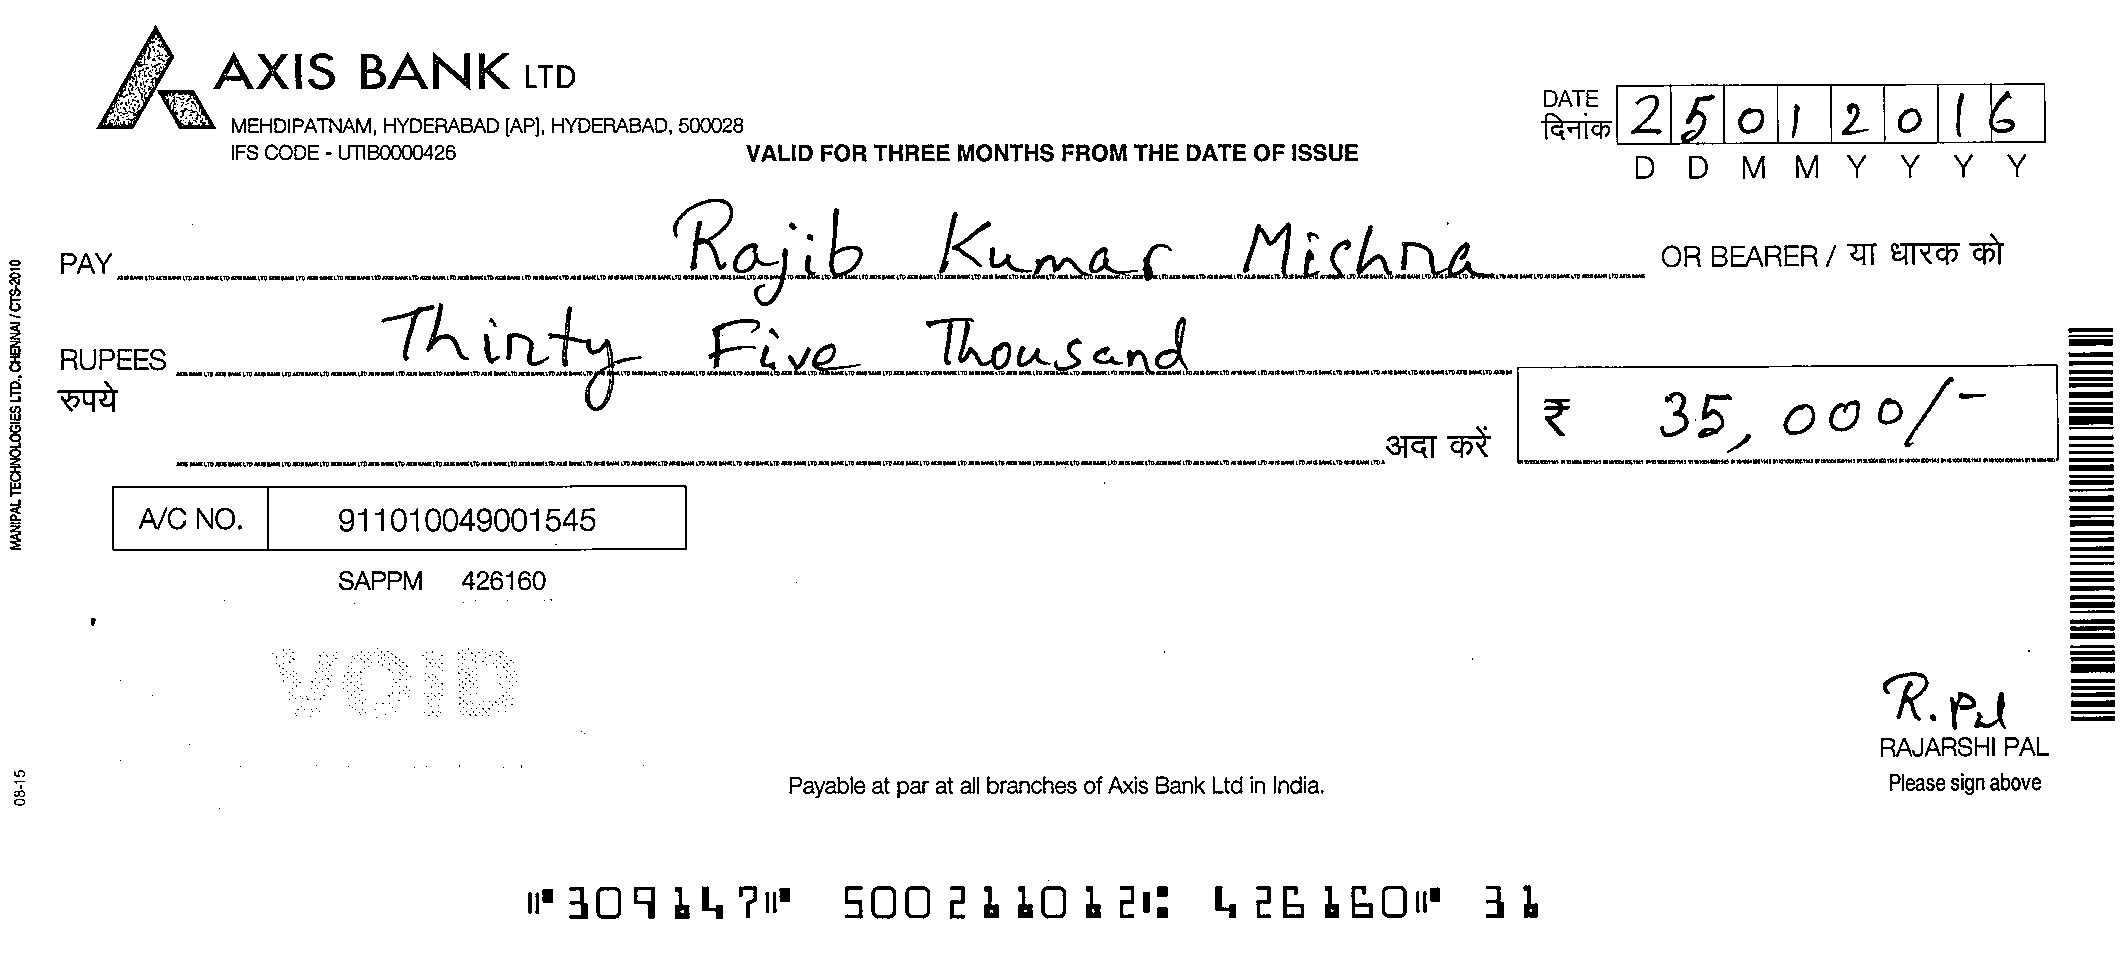 AXIS BANK LTD
MEHDIPATNAM, HYDERABAD [AP], HYDERABAD, 500028
IFS CODE - UTIB0000426
VALID FOR THREE MONTHS FROM THE DATE OF ISSUE
DATE
दिनांक
2 5 0 1 2 0 1 6
D D M M Y Y Y Y
PAY Rajib Kumar Mishra OR BEARER / या धारक को
RUPEES Thirty Five Thousand
रुपये
अदा करें ₹ 35,000/-
A/C NO. 911010049001545
SAPPM 426160
VOID
R. Pal
RAJARSHI PAL
Please sign above
Payable at par at all branches of Axis Bank Ltd in India.
⑈309147⑈ 500211012⑆ 426160⑈ 31
MANIPAL TECHNOLOGIES LTD., CHENNAI / CTS-2010
08-15